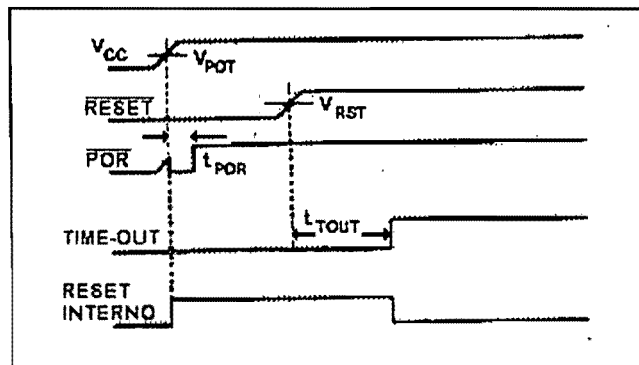 VCC
VPOT
RESET
VRST
POR
tPOR
TIME-OUT
tTOUT
RESET
INTERNO